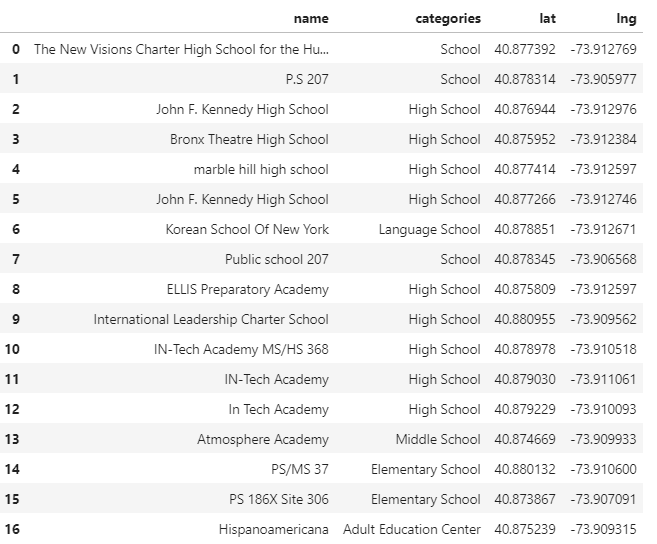 name categories lat lng
0 The New Visions Charter High School for the Hu... School 40.877392 -73.912769
1 P.S 207 School 40.878314 -73.905977
2 John F. Kennedy High School High School 40.876944 -73.912976
3 Bronx Theatre High School High School 40.875952 -73.912384
4 marble hill high school High School 40.877414 -73.912597
5 John F. Kennedy High School High School 40.877266 -73.912746
6 Korean School Of New York Language School 40.878851 -73.912671
7 Public school 207 School 40.878345 -73.906568
8 ELLIS Preparatory Academy High School 40.875809 -73.912597
9 International Leadership Charter School High School 40.880955 -73.909562
10 IN-Tech Academy MS/HS 368 High School 40.878978 -73.910518
11 IN-Tech Academy High School 40.879030 -73.911061
12 In Tech Academy High School 40.879229 -73.910093
13 Atmosphere Academy Middle School 40.874669 -73.909933
14 PS/MS 37 Elementary School 40.880132 -73.910600
15 PS 186X Site 306 Elementary School 40.873867 -73.907091
16 Hispanoamericana Adult Education Center 40.875239 -73.909315